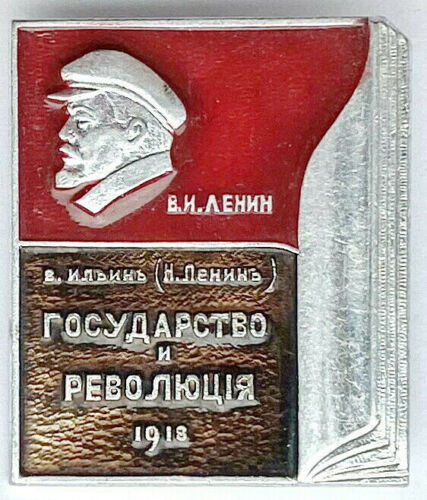 В.И.ЛЕНИН
В. ИЛЬИНЪ (Н.ЛЕНИНЪ)
ГОСУДАРСТВО
И
РЕВОЛЮЦІЯ
1918